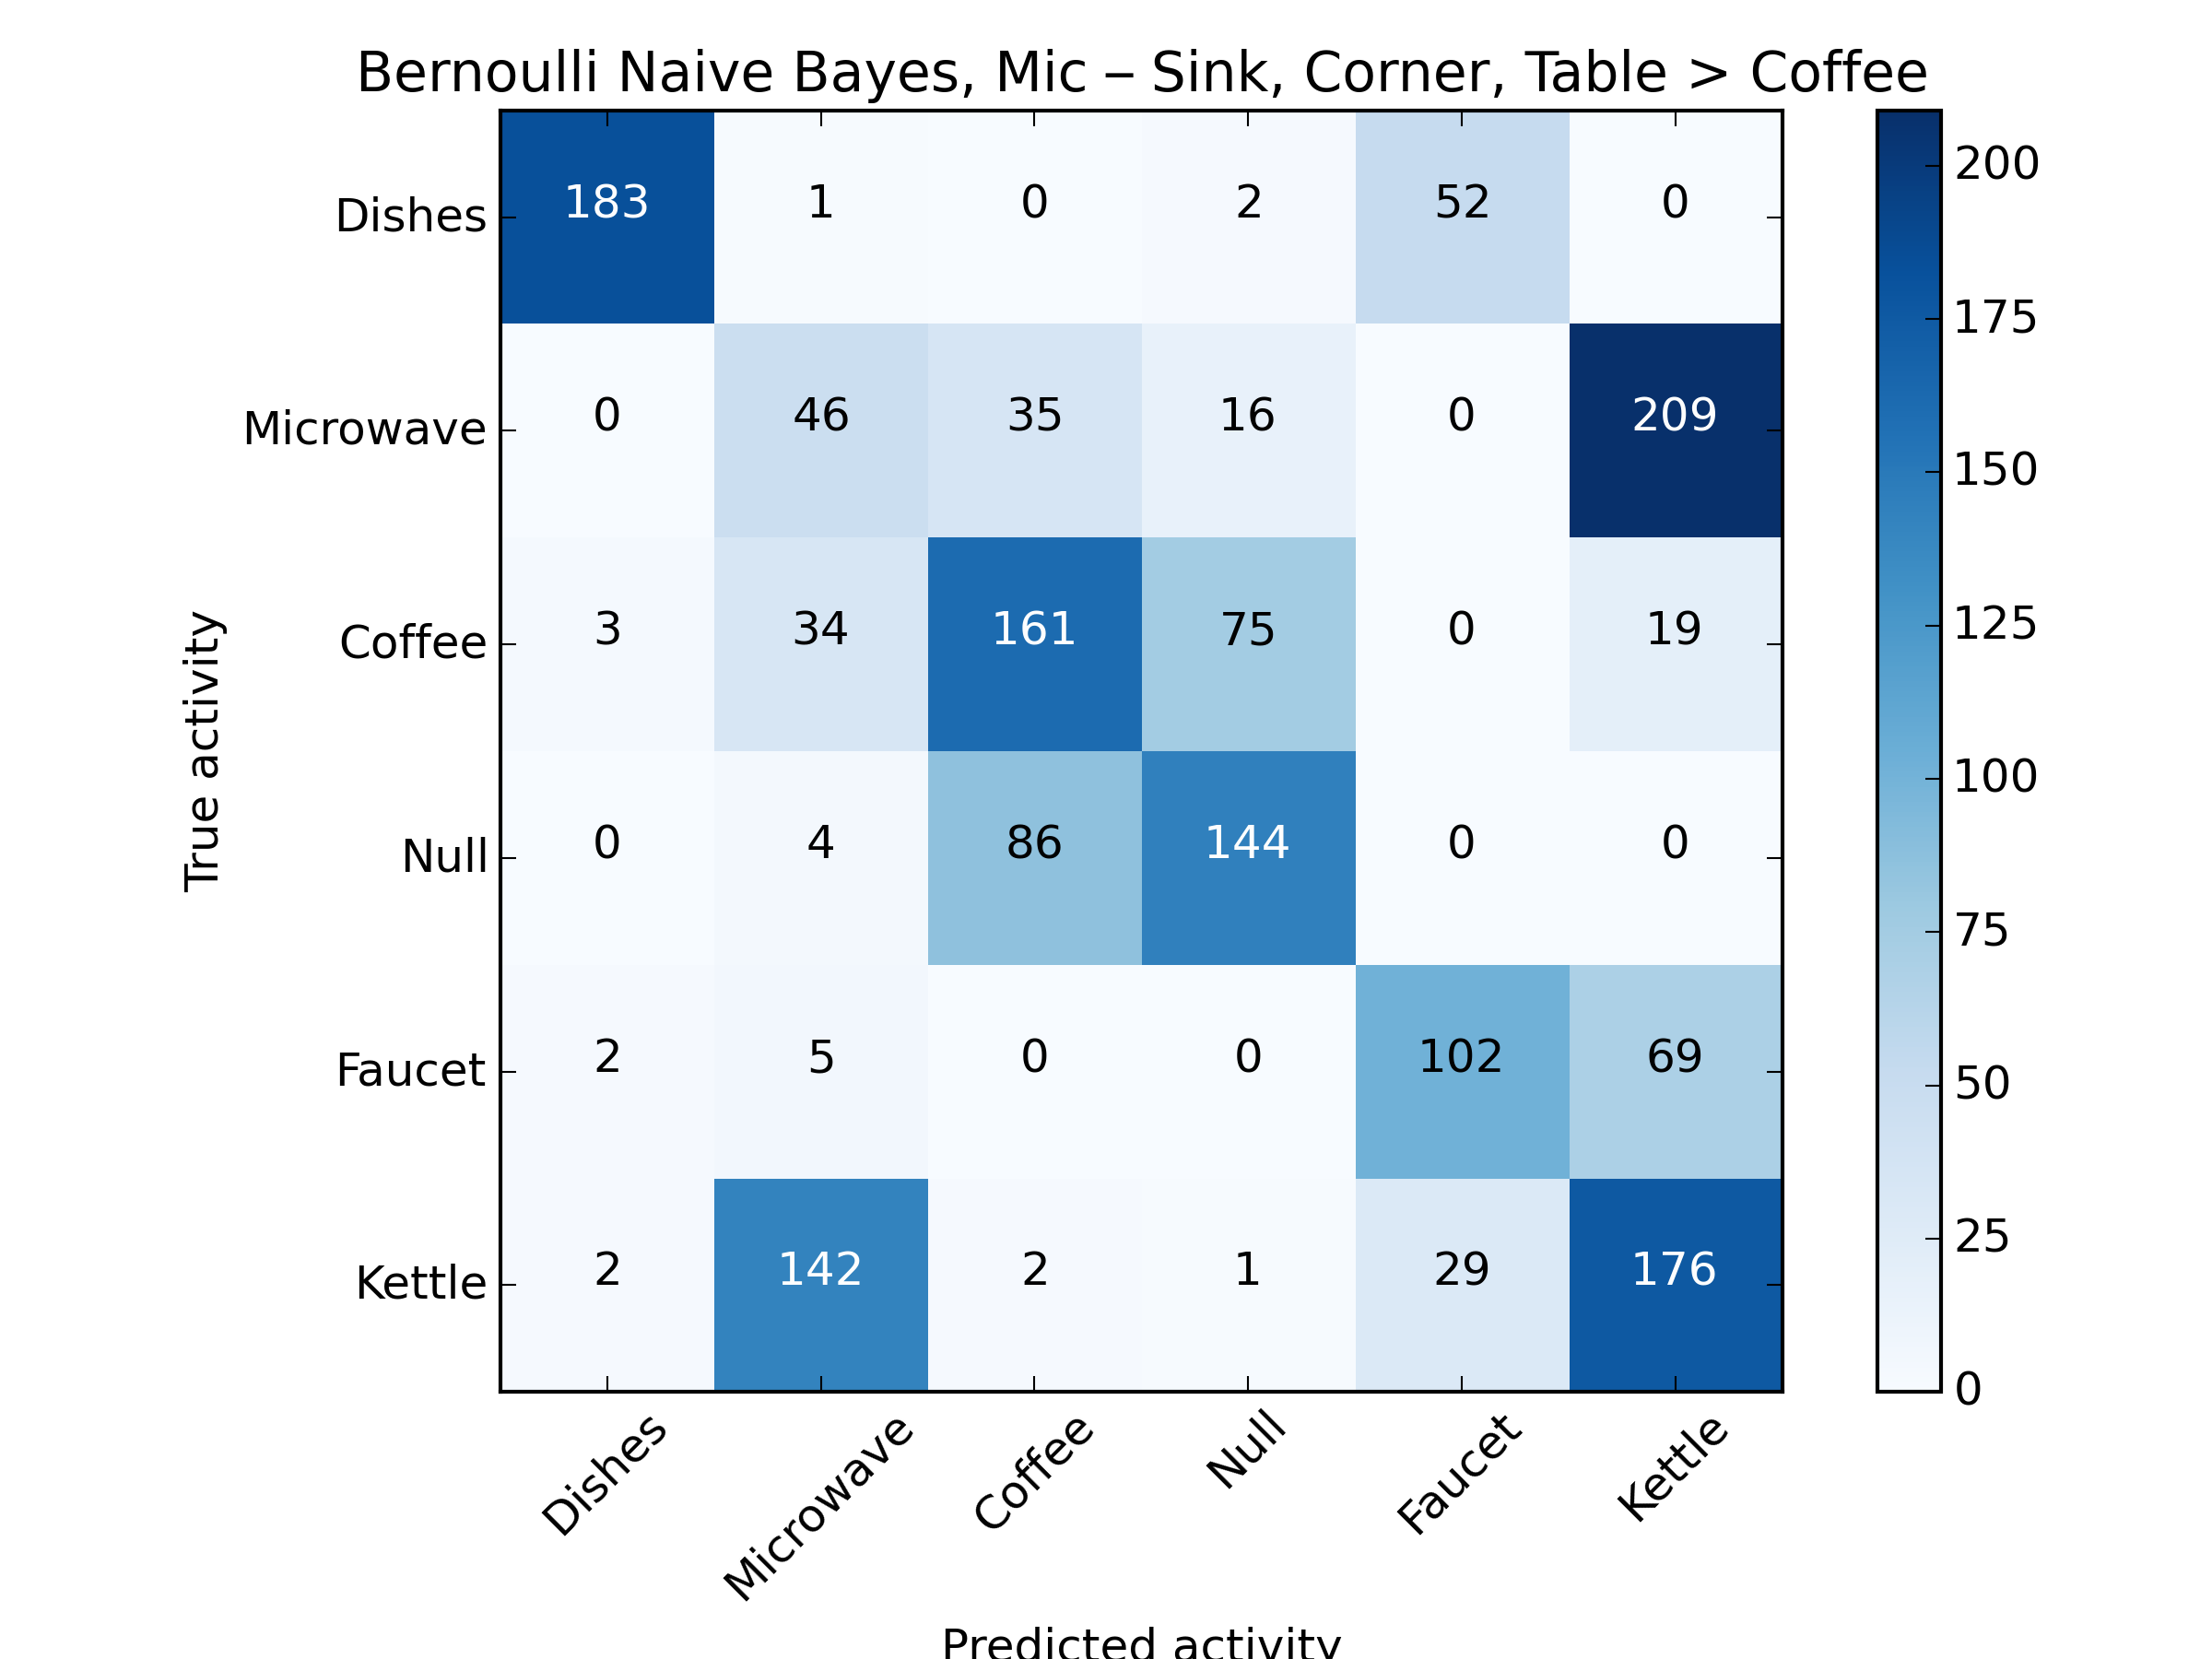 Bernoulli Naive Bayes, Mic – Sink, Corner, Table > Coffee
Dishes 183 1 0 2 52 0
Microwave 0 46 35 16 0 209
Coffee 3 34 161 75 0 19
Null 0 4 86 144 0 0
Faucet 2 5 0 0 102 69
Kettle 2 142 2 1 29 176
True activity
Dishes Microwave Coffee Null Faucet Kettle
Predicted activity
200
175
150
125
100
75
50
25
0